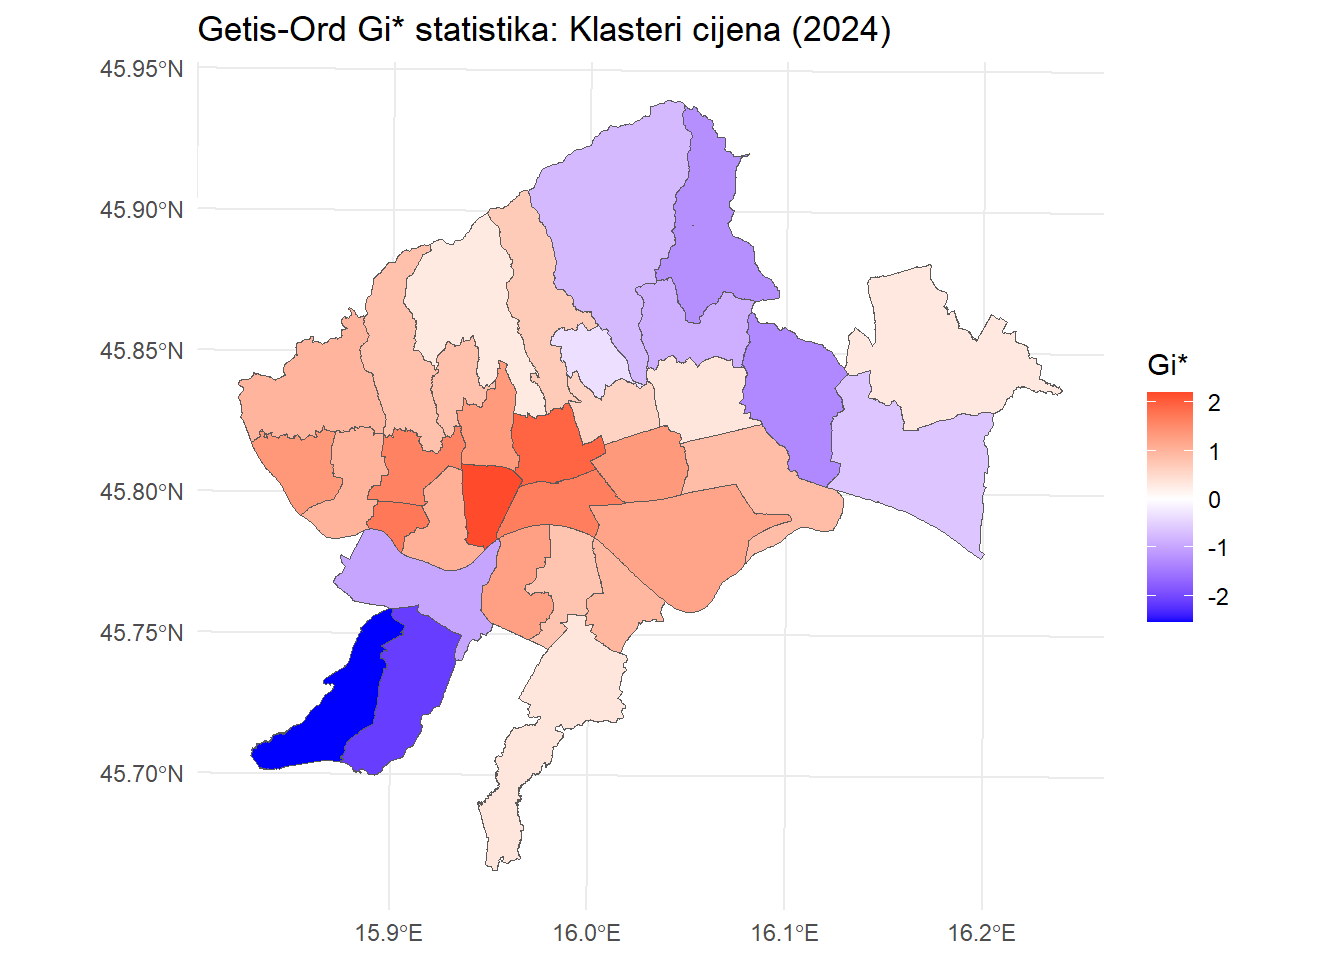 Getis-Ord Gi* statistika: Klasteri cijena (2024)
45.95°N
45.90°N
45.85°N
45.80°N
45.75°N
45.70°N
15.9°E
16.0°E
16.1°E
16.2°E
Gi*
2
1
0
-1
-2